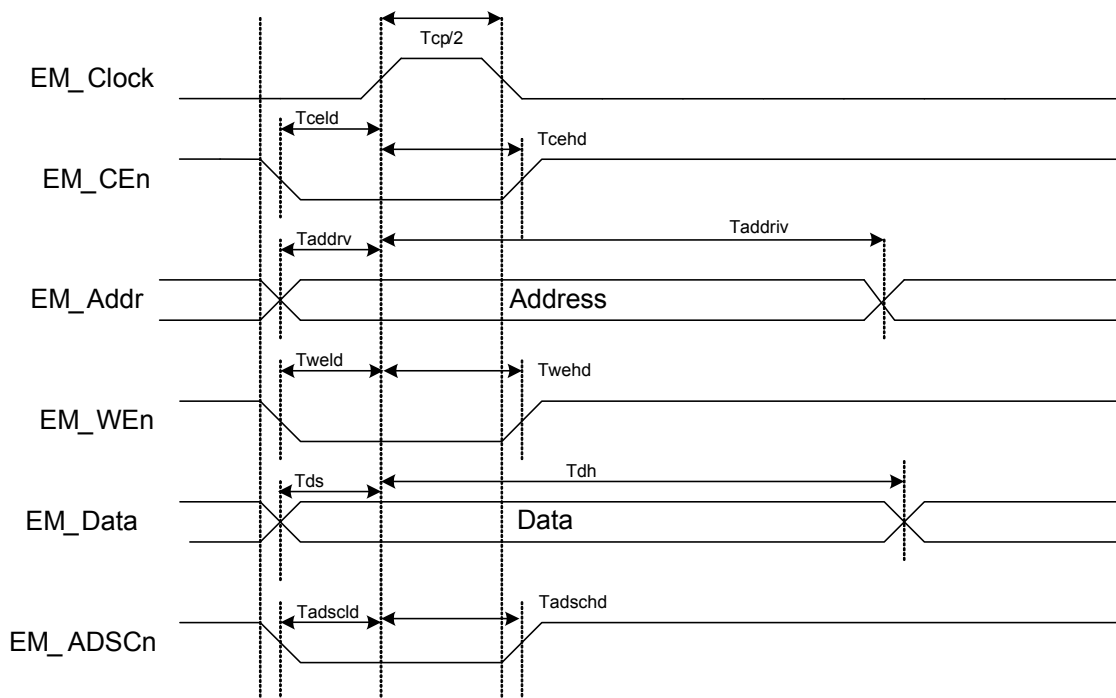 Tcp/2
EM_Clock
Tceld
Tcehd
EM_CEn
Taddrv
Taddriv
EM_Addr
Address
Tweld
Twehd
EM_WEn
Tds
Tdh
EM_Data
Data
Tadscld
Tadschd
EM_ADSCn